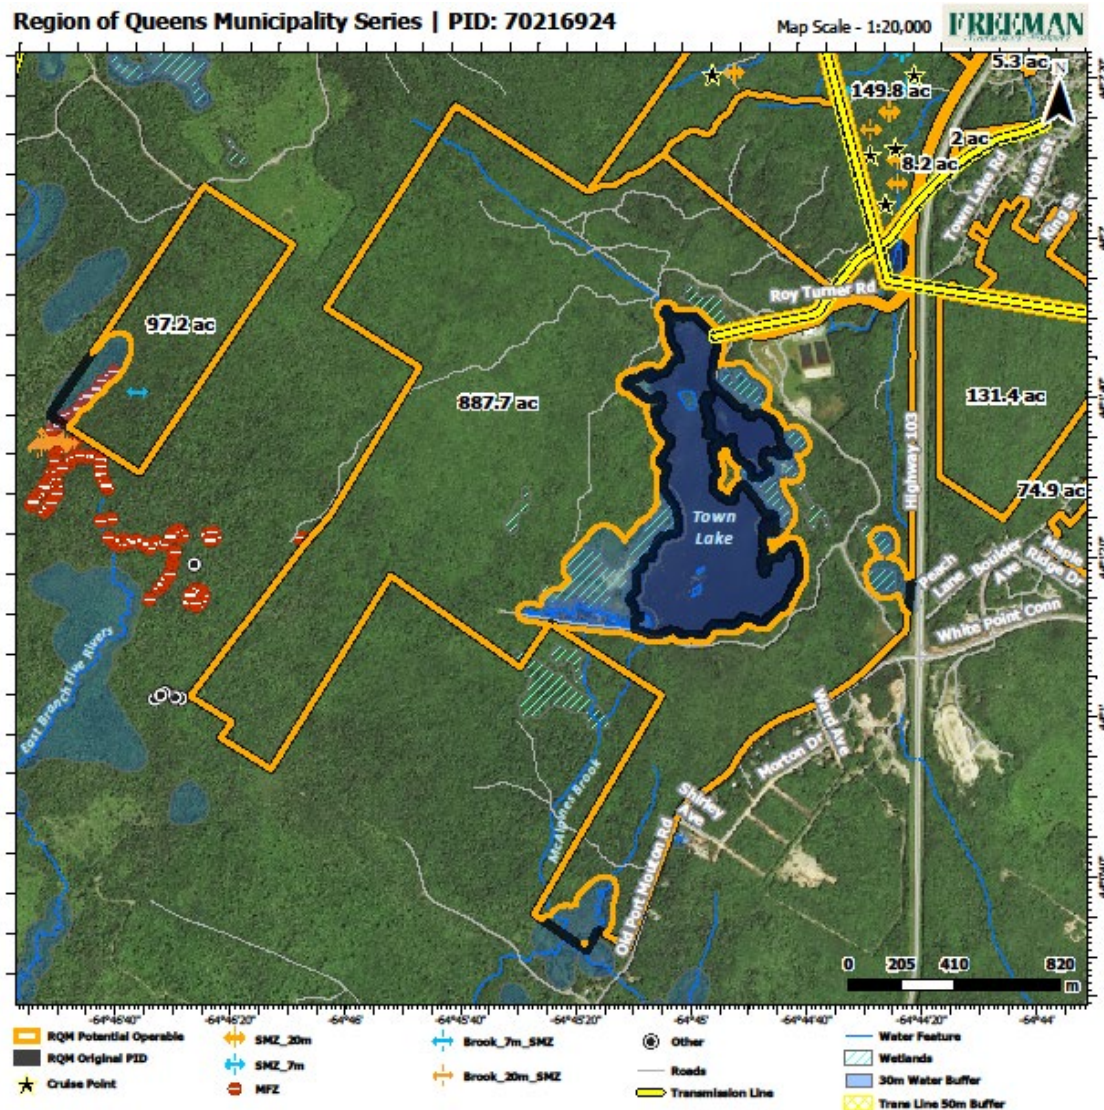 Region of Queens Municipality Series | PID: 70216924
Map Scale - 1:20,000
FREEMAN
5.3 ac
N
149.8 ac
2 ac
8.2 ac
Town Lake Rd
Wolfe St
King St
Roy Turner Rd
97.2 ac
887.7 ac
131.4 ac
Highway 103
74.9 ac
Town
Lake
Peach
Lane
Boulder
Ave
Maple
Ridge Dr
White Point Conn
East Branch Five Rivers
Ward Ave
Morton Dr
McAlpines Brook
Shirley
Ave
Old Port Mouton Rd
0 205 410 820
m
-64°46'40" -64°46'20" -64°46' -64°45'40" -64°45'20" -64°45' -64°44'40" -64°44'20" -64°44'
RQM Potential Operable
RQM Original PID
Cruise Point
SMZ_20m
SMZ_7m
MFZ
Brook_7m_SMZ
Brook_20m_SMZ
Other
Roads
Transmission Line
Water Feature
Wetlands
30m Water Buffer
Trans Line 50m Buffer